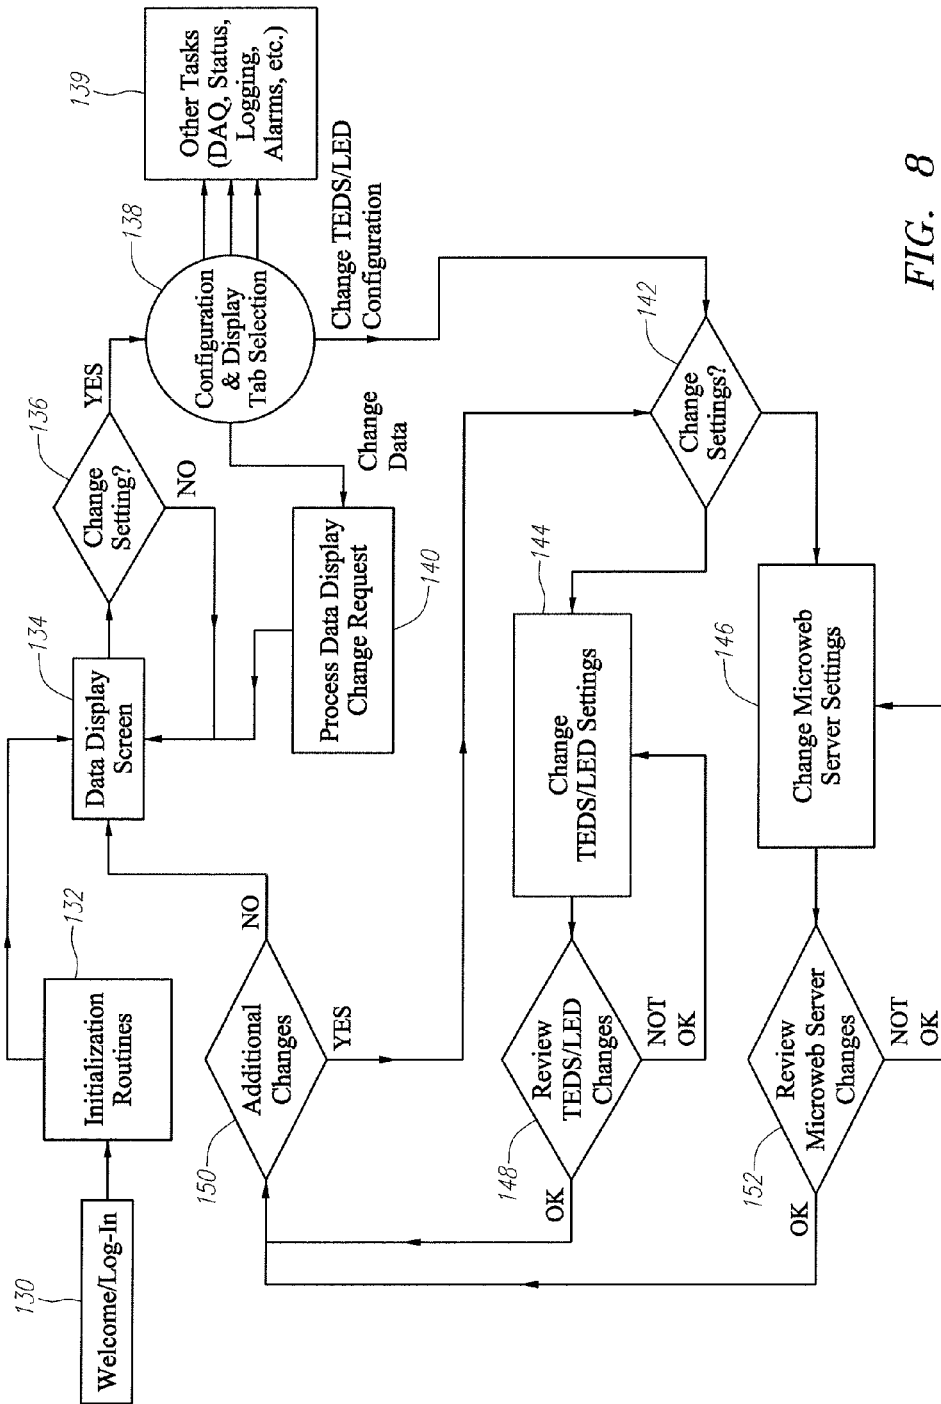 130
Welcome/Log-In
132
Initialization
Routines
134
Data Display
Screen
136
Change
Setting?
YES
NO
138
Configuration
& Display
Tab Selection
139
Other Tasks
(DAQ, Status,
Logging,
Alarms, etc.)
Change TEDS/LED
Configuration
Change
Data
Process Data Display
Change Request
140
150
Additional
Changes
NO
YES
142
Change
Settings?
144
Change
TEDS/LED Settings
148
Review
TEDS/LED
Changes
OK
NOT
OK
146
Change Microweb
Server Settings
152
Review
Microweb Server
Changes
OK
NOT
OK
FIG. 8